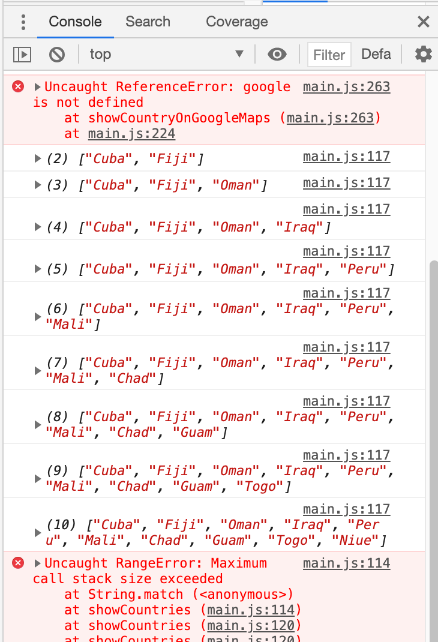 Console Search Coverage
top Filter Defa
Uncaught ReferenceError: google main.js:263
is not defined
at showCountryOnGoogleMaps (main.js:263)
at main.js:224
(2) ["Cuba", "Fiji"] main.js:117
(3) ["Cuba", "Fiji", "Oman"] main.js:117
main.js:117
(4) ["Cuba", "Fiji", "Oman", "Iraq"]
main.js:117
(5) ["Cuba", "Fiji", "Oman", "Iraq", "Peru"]
main.js:117
(6) ["Cuba", "Fiji", "Oman", "Iraq", "Peru",
"Mali"]
main.js:117
(7) ["Cuba", "Fiji", "Oman", "Iraq", "Peru",
"Mali", "Chad"]
main.js:117
(8) ["Cuba", "Fiji", "Oman", "Iraq", "Peru",
"Mali", "Chad", "Guam"]
main.js:117
(9) ["Cuba", "Fiji", "Oman", "Iraq", "Peru",
"Mali", "Chad", "Guam", "Togo"]
main.js:117
(10) ["Cuba", "Fiji", "Oman", "Iraq", "Per
u", "Mali", "Chad", "Guam", "Togo", "Niue"]
Uncaught RangeError: Maximum main.js:114
call stack size exceeded
at String.match (<anonymous>)
at showCountries (main.js:114)
at showCountries (main.js:120)
at showCountries (main.js:120)